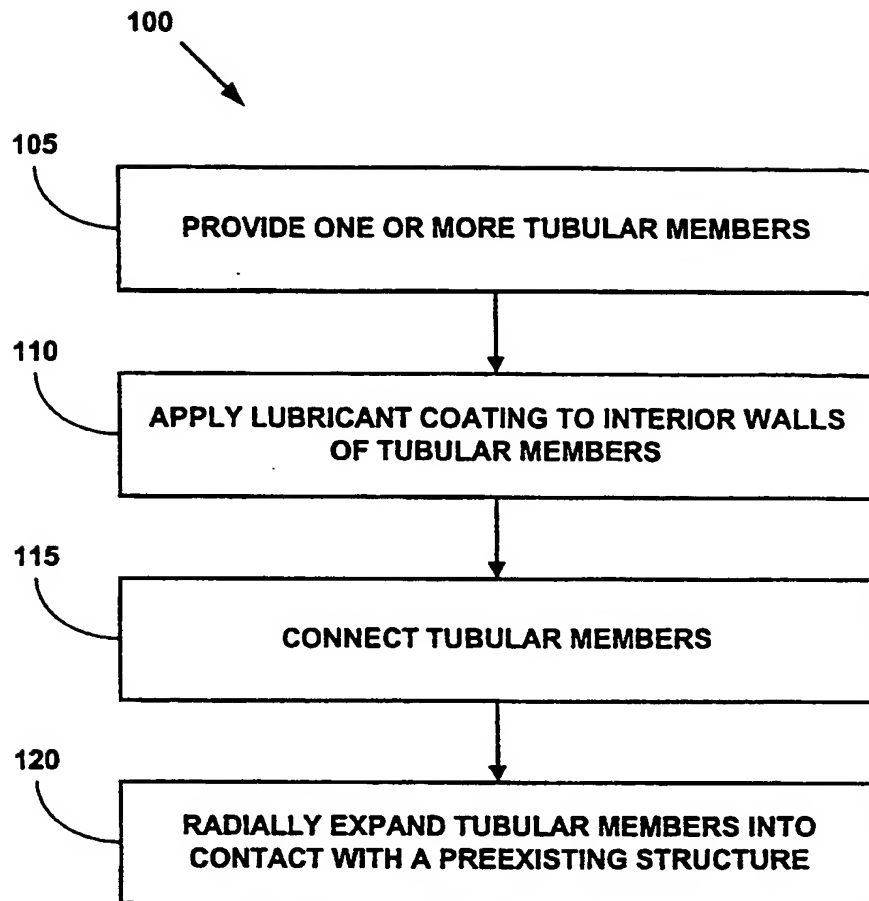 100
105
PROVIDE ONE OR MORE TUBULAR MEMBERS
110
APPLY LUBRICANT COATING TO INTERIOR WALLS
OF TUBULAR MEMBERS
115
CONNECT TUBULAR MEMBERS
120
RADIALLY EXPAND TUBULAR MEMBERS INTO
CONTACT WITH A PREEXISTING STRUCTURE